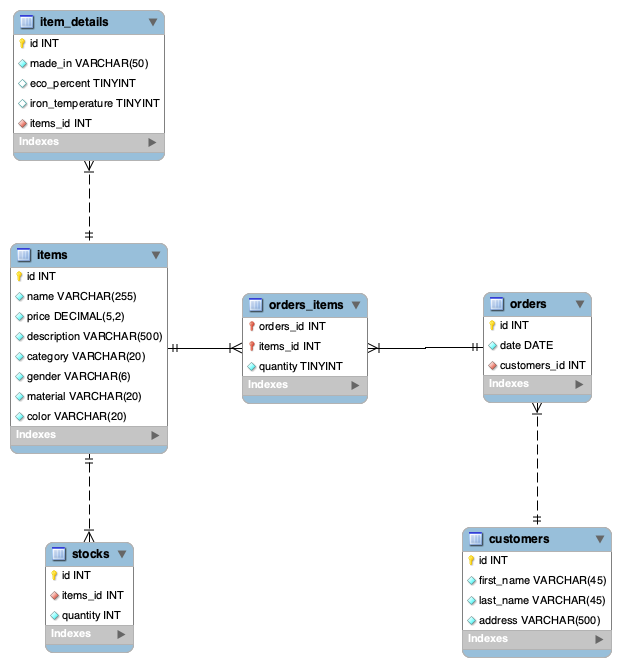 item_details
id INT
made_in VARCHAR(50)
eco_percent TINYINT
iron_temperature TINYINT
items_id INT
Indexes
items
id INT
name VARCHAR(255)
price DECIMAL(5,2)
description VARCHAR(500)
category VARCHAR(20)
gender VARCHAR(6)
material VARCHAR(20)
color VARCHAR(20)
Indexes
orders_items
orders_id INT
items_id INT
quantity TINYINT
Indexes
orders
id INT
date DATE
customers_id INT
Indexes
stocks
id INT
items_id INT
quantity INT
Indexes
customers
id INT
first_name VARCHAR(45)
last_name VARCHAR(45)
address VARCHAR(500)
Indexes